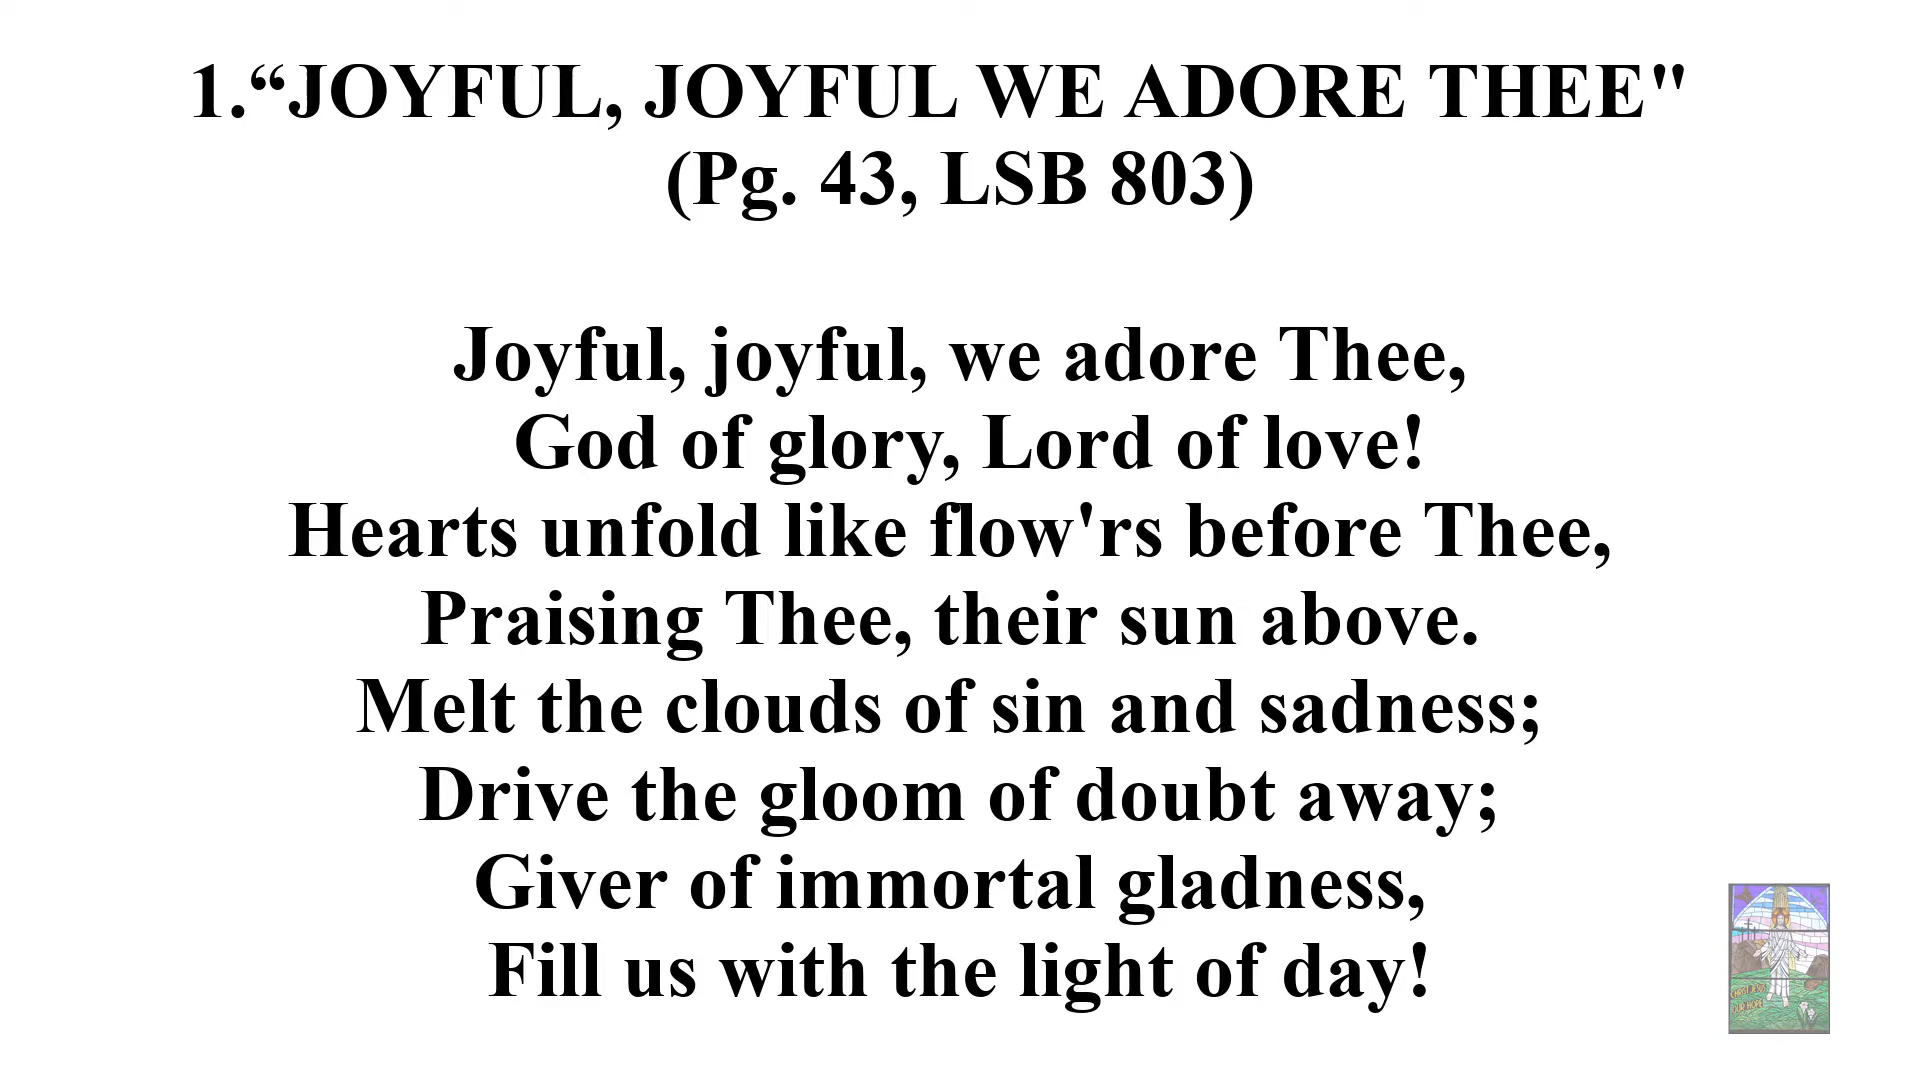 1.“JOYFUL, JOYFUL WE ADORE THEE"
(Pg. 43, LSB 803)
Joyful, joyful, we adore Thee,
God of glory, Lord of love!
Hearts unfold like flow'rs before Thee,
Praising Thee, their sun above.
Melt the clouds of sin and sadness;
Drive the gloom of doubt away;
Giver of immortal gladness,
Fill us with the light of day!